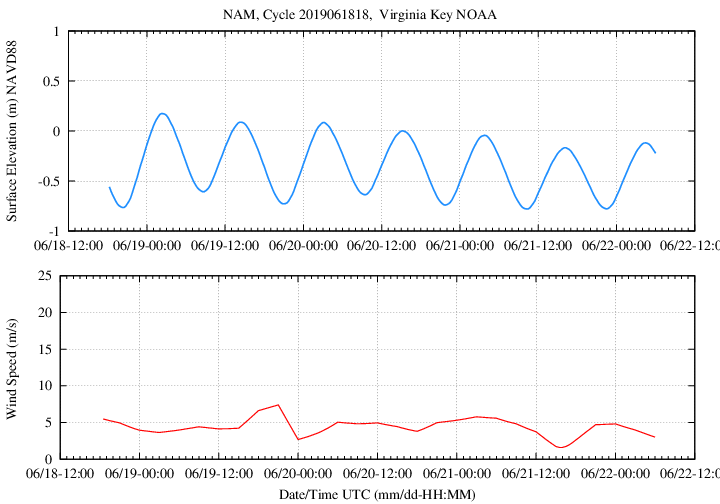 NAM, Cycle 2019061818,  Virginia Key NOAA
Surface Elevation (m) NAVD88
1
0.5
0
-0.5
-1
06/18-12:00 06/19-00:00 06/19-12:00 06/20-00:00 06/20-12:00 06/21-00:00 06/21-12:00 06/22-00:00 06/22-12:0
Wind Speed (m/s)
25
20
15
10
5
0
06/18-12:00 06/19-00:00 06/19-12:00 06/20-00:00 06/20-12:00 06/21-00:00 06/21-12:00 06/22-00:00 06/22-12:0
Date/Time UTC (mm/dd-HH:MM)